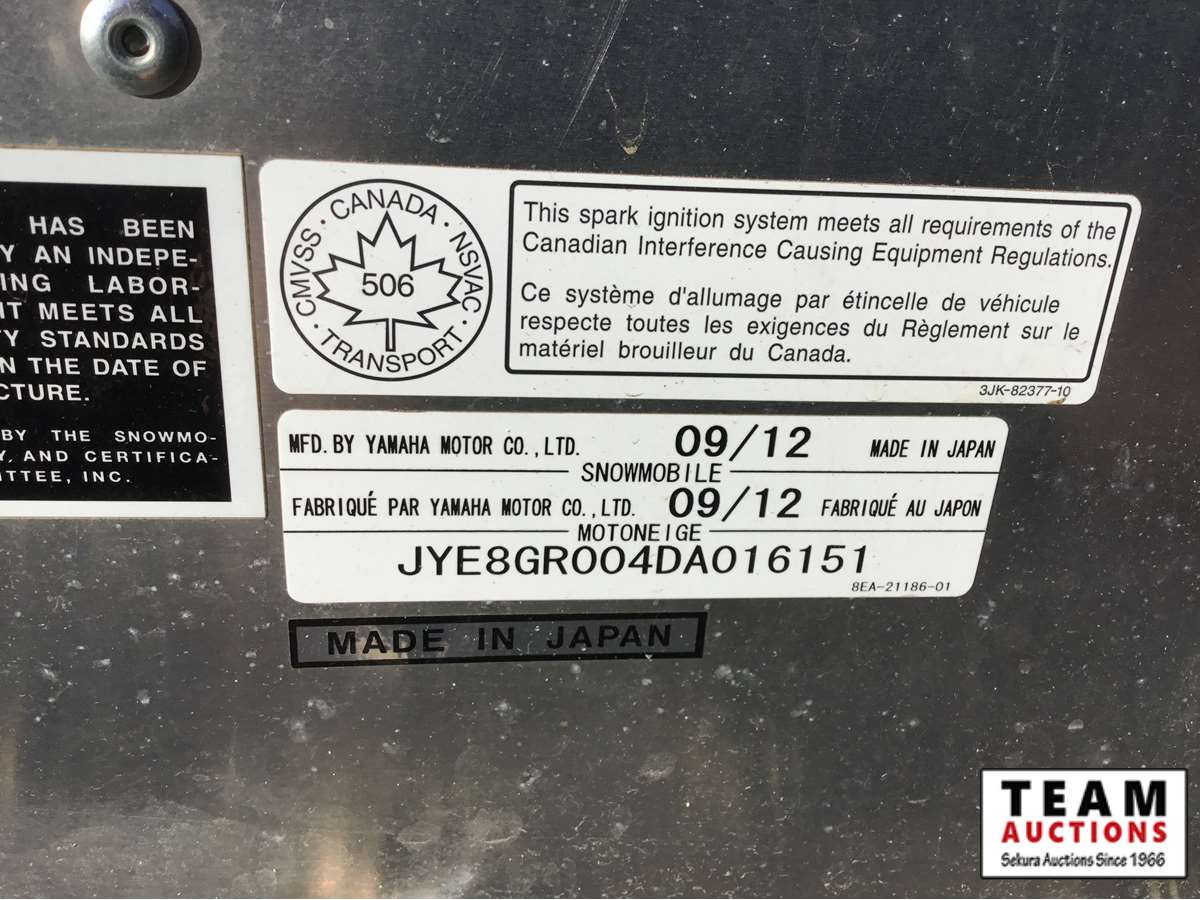 HAS BEEN
Y AN INDEPE-
ING LABOR-
IT MEETS ALL
TY STANDARDS
N THE DATE OF
CTURE.
BY THE SNOWMO-
Y, AND CERTIFICA-
TTEE, INC.
CMVSS · CANADA · NSVAC · TRANSPORT ·
506
This spark ignition system meets all requirements of the
Canadian Interference Causing Equipment Regulations.
Ce système d'allumage par étincelle de véhicule
respecte toutes les exigences du Règlement sur le
matériel brouilleur du Canada.
3JK-82377-10
MFD. BY YAMAHA MOTOR CO., LTD. 09/12 MADE IN JAPAN
SNOWMOBILE
FABRIQUÉ PAR YAMAHA MOTOR CO., LTD. 09/12 FABRIQUÉ AU JAPON
MOTONEIGE
JYE8GR004DA016151
8EA-21186-01
MADE IN JAPAN
TEAM
AUCTIONS
Sekura Auctions Since 1966